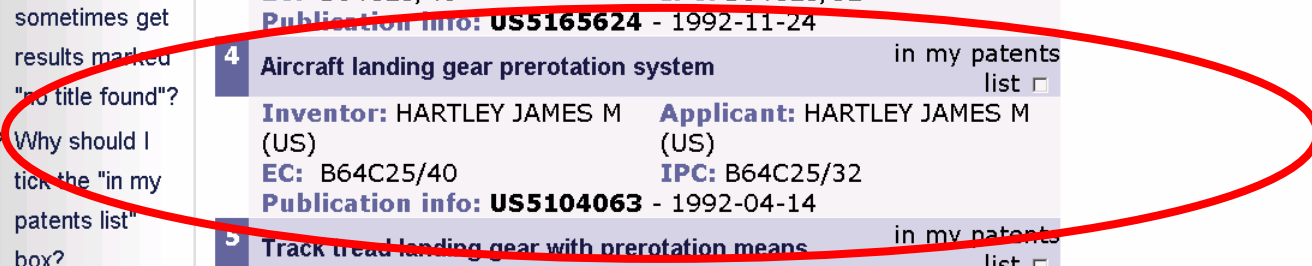 sometimes get
results marked
"no title found"?
Why should I
tick the "in my
patents list"
box?
Publication info: US5165624 - 1992-11-24
4 Aircraft landing gear prerotation system in my patents
list
Inventor: HARTLEY JAMES M Applicant: HARTLEY JAMES M
(US) (US)
EC: B64C25/40 IPC: B64C25/32
Publication info: US5104063 - 1992-04-14
5 Track tread landing gear with prerotation means in my patents
list